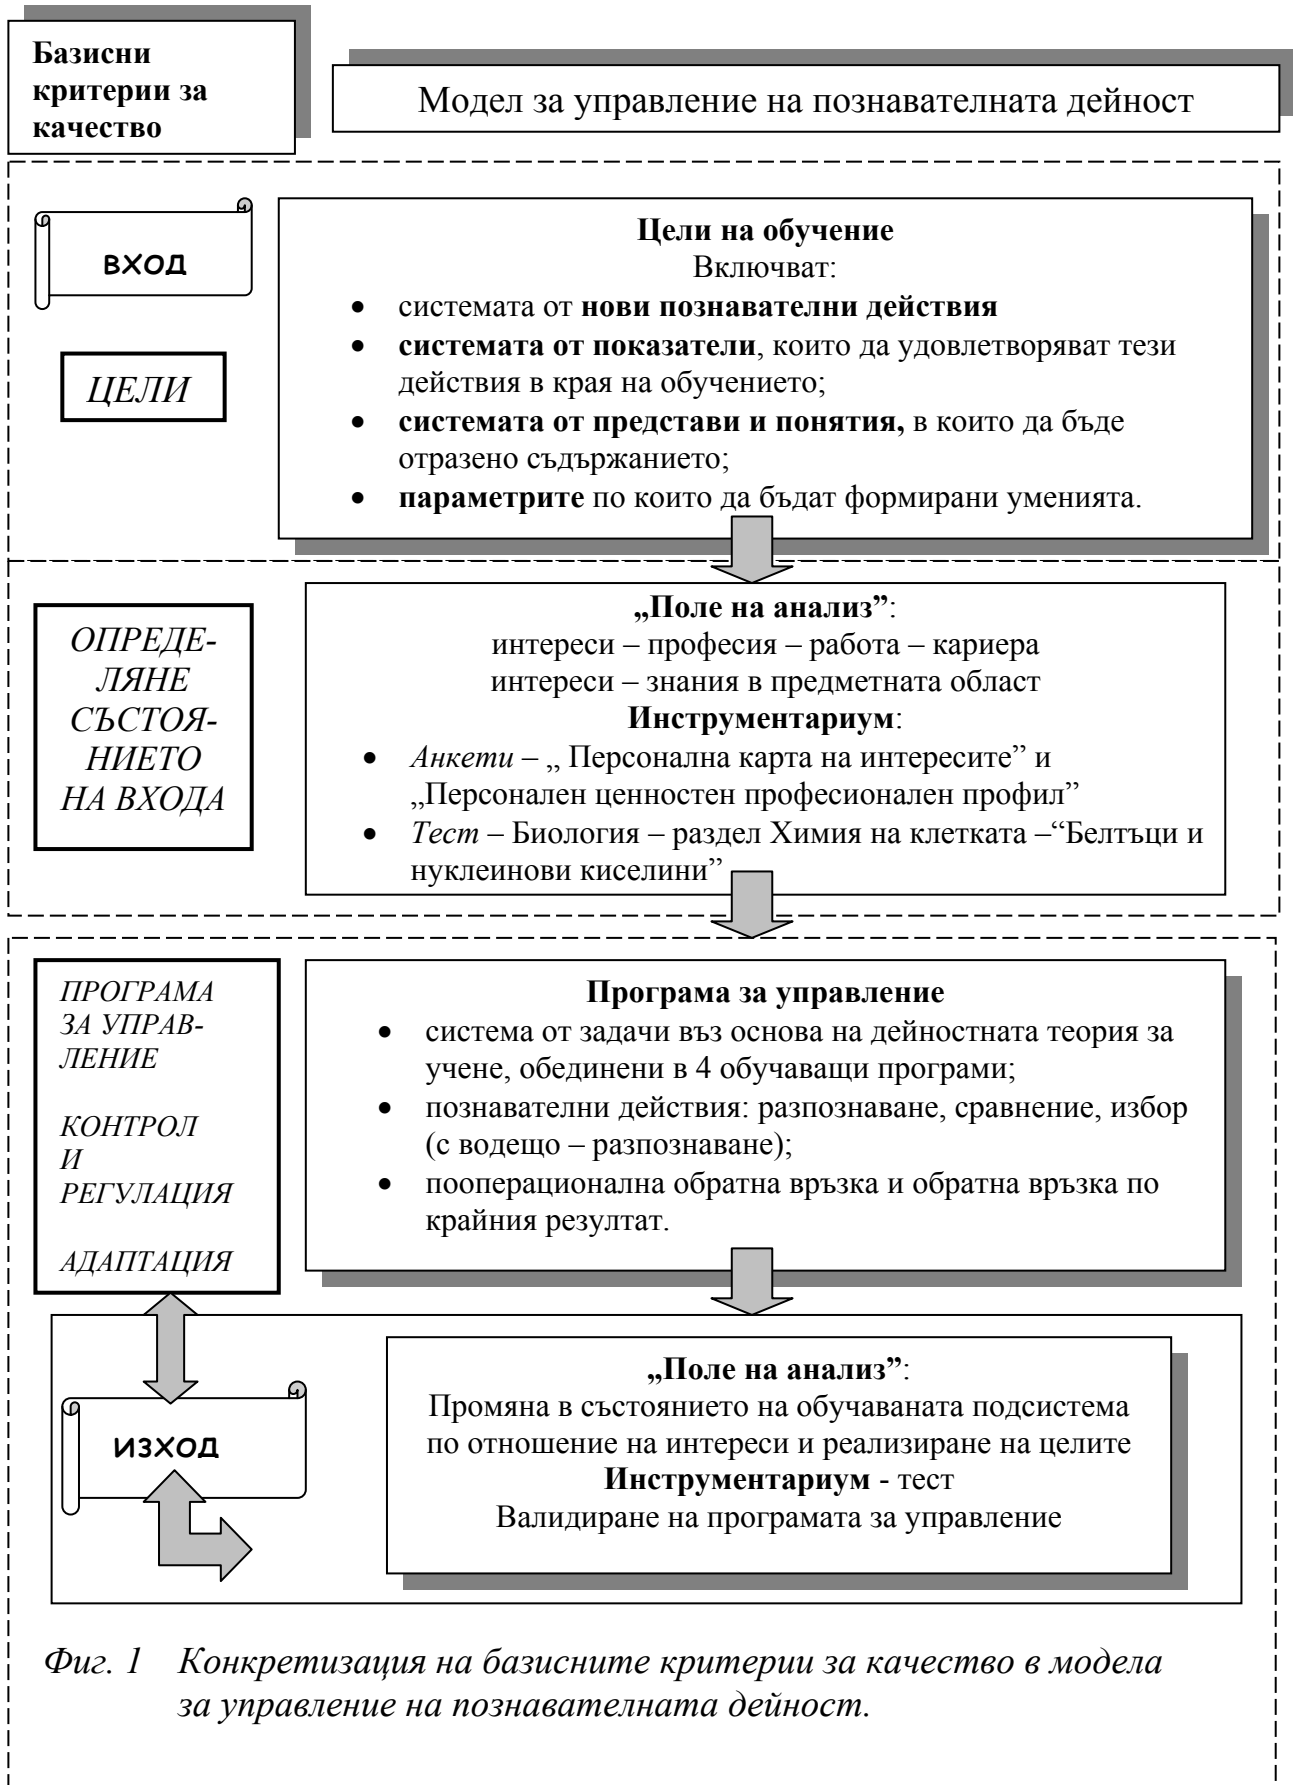 Базисни
критерии за
качество
Модел за управление на познавателната дейност
ВХОД
ЦЕЛИ
Цели на обучение
Включват:
• системата от нови познавателни действия
• системата от показатели, които да удовлетворяват тези
действия в края на обучението;
• системата от представи и понятия, в които да бъде
отразено съдържанието;
• параметрите по които да бъдат формирани уменията.
ОПРЕДЕ-
ЛЯНЕ
СЪСТОЯ-
НИЕТО
НА ВХОДА
„Поле на анализ”:
интереси – професия – работа – кариера
интереси – знания в предметната област
Инструментариум:
• Анкети – „ Персонална карта на интересите” и
„Персонален ценностен професионален профил”
• Тест – Биология – раздел Химия на клетката –“Белтъци и
нуклеинови киселини”
ПРОГРАМА
ЗА УПРАВ-
ЛЕНИЕ
КОНТРОЛ
И
РЕГУЛАЦИЯ
АДАПТАЦИЯ
Програма за управление
• система от задачи въз основа на дейностната теория за
учене, обединени в 4 обучаващи програми;
• познавателни действия: разпознаване, сравнение, избор
(с водещо – разпознаване);
• пооперационална обратна връзка и обратна връзка по
крайния резултат.
ИЗХОД
„Поле на анализ”:
Промяна в състоянието на обучаваната подсистема
по отношение на интереси и реализиране на целите
Инструментариум - тест
Валидиране на програмата за управление
Фиг. 1 Конкретизация на базисните критерии за качество в модела
за управление на познавателната дейност.